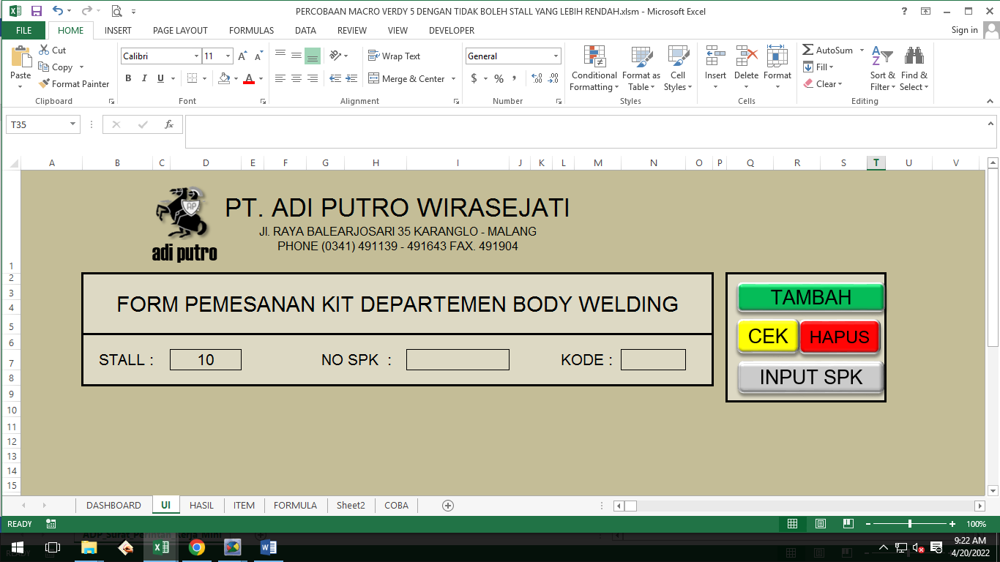 PERCOBAAN MACRO VERDY 5 DENGAN TIDAK BOLEH STALL YANG LEBIH RENDAH.xlsm - Microsoft Excel
FILE HOME INSERT PAGE LAYOUT FORMULAS DATA REVIEW VIEW DEVELOPER Sign in
Paste Cut Copy Format Painter Clipboard
Calibri 11 B I U A Font
Wrap Text Merge & Center Alignment
General $ % , Number
Conditional Formatting Format as Table Cell Styles Styles
Insert Delete Format Cells
AutoSum Fill Clear Sort & Filter Find & Select Editing
T35 fx
A B C D E F G H I J K L M N O P Q R S T U V
AP
adi putro
PT. ADI PUTRO WIRASEJATI
Jl. RAYA BALEARJOSARI 35 KARANGLO - MALANG
PHONE (0341) 491139 - 491643 FAX. 491904
FORM PEMESANAN KIT DEPARTEMEN BODY WELDING
STALL : 10 NO SPK : KODE :
TAMBAH
CEK HAPUS
INPUT SPK
1
2
3
4
5
6
7
8
9
10
11
12
13
14
15
DASHBOARD UI HASIL ITEM FORMULA Sheet2 COBA
READY 100%
ADP_Surat_Perintah_Kerja_Mini
READY 100%
9:22 AM
4/20/2022